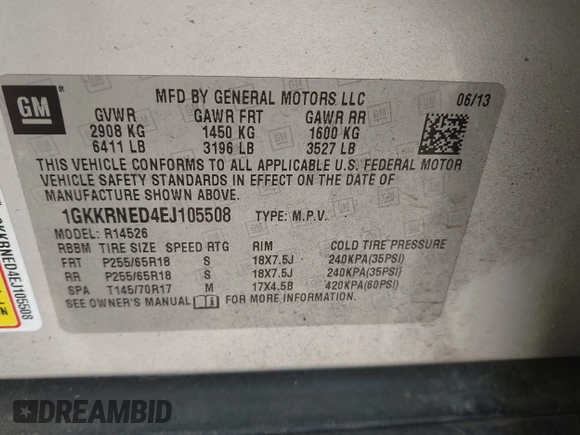 GM
MFD BY GENERAL MOTORS LLC 06/13
GVWR GAWR FRT GAWR RR
2908 KG 1450 KG 1600 KG
6411 LB 3196 LB 3527 LB
THIS VEHICLE CONFORMS TO ALL APPLICABLE U.S. FEDERAL MOTOR
VEHICLE SAFETY STANDARDS IN EFFECT ON THE DATE OF
MANUFACTURE SHOWN ABOVE.
1GKKRNED4EJ105508 TYPE: M.P.V.
MODEL: R14526
RBBM TIRE SIZE SPEED RTG RIM COLD TIRE PRESSURE
FRT P255/65R18 S 18X7.5J 240KPA(35PSI)
RR P255/65R18 S 18X7.5J 240KPA(35PSI)
SPA T145/70R17 M 17X4.5B 420KPA(60PSI)
SEE OWNER'S MANUAL FOR MORE INFORMATION
GKKRNED4EJ105508
DREAMBID